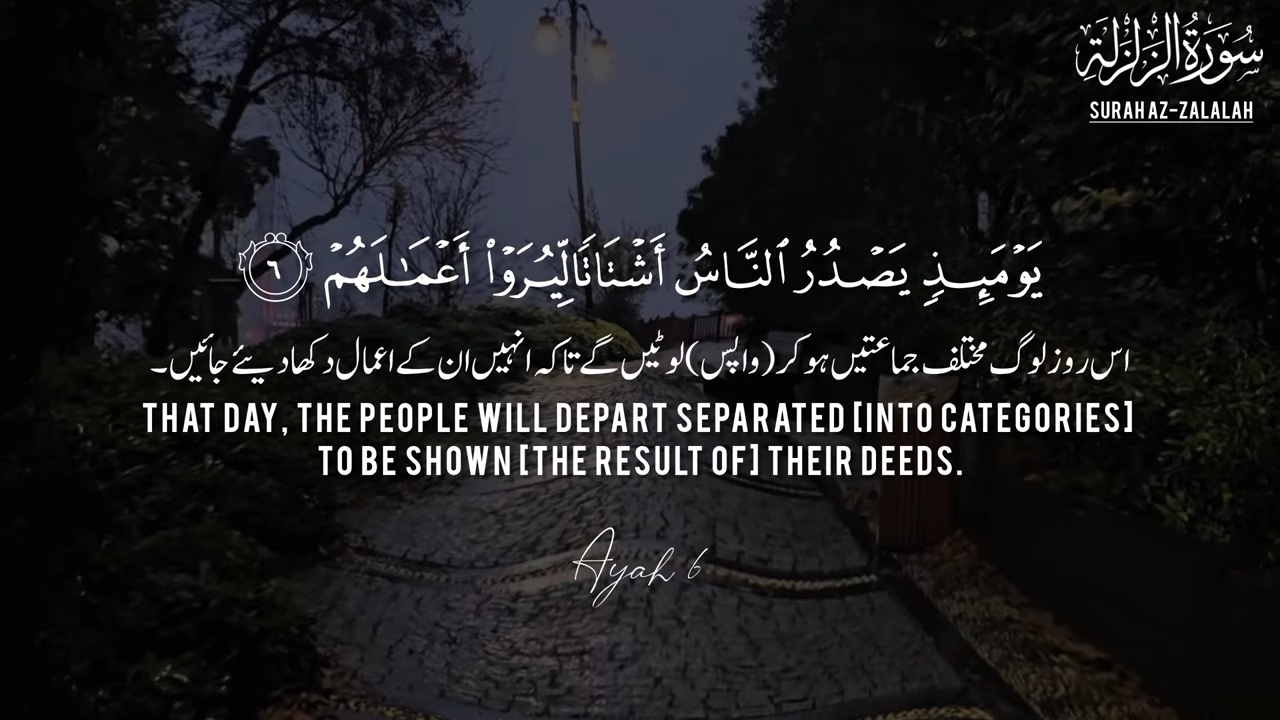 سُورَةُ الزَّلْزَلَةِ
SURAH AZ-ZALALAH
يَوۡمَئِذٖ يَصۡدُرُ ٱلنَّاسُ أَشۡتَاتٗا لِّيُرَوۡاْ أَعۡمَٰلَهُمۡ ٦
اس روز لوگ مختلف جماعتیں ہو کر (واپس) لوٹیں گے تاکہ انہیں ان کے اعمال دکھا دیئے جائیں۔
THAT DAY, THE PEOPLE WILL DEPART SEPARATED [INTO CATEGORIES]
TO BE SHOWN [THE RESULT OF] THEIR DEEDS.
Ayah 6